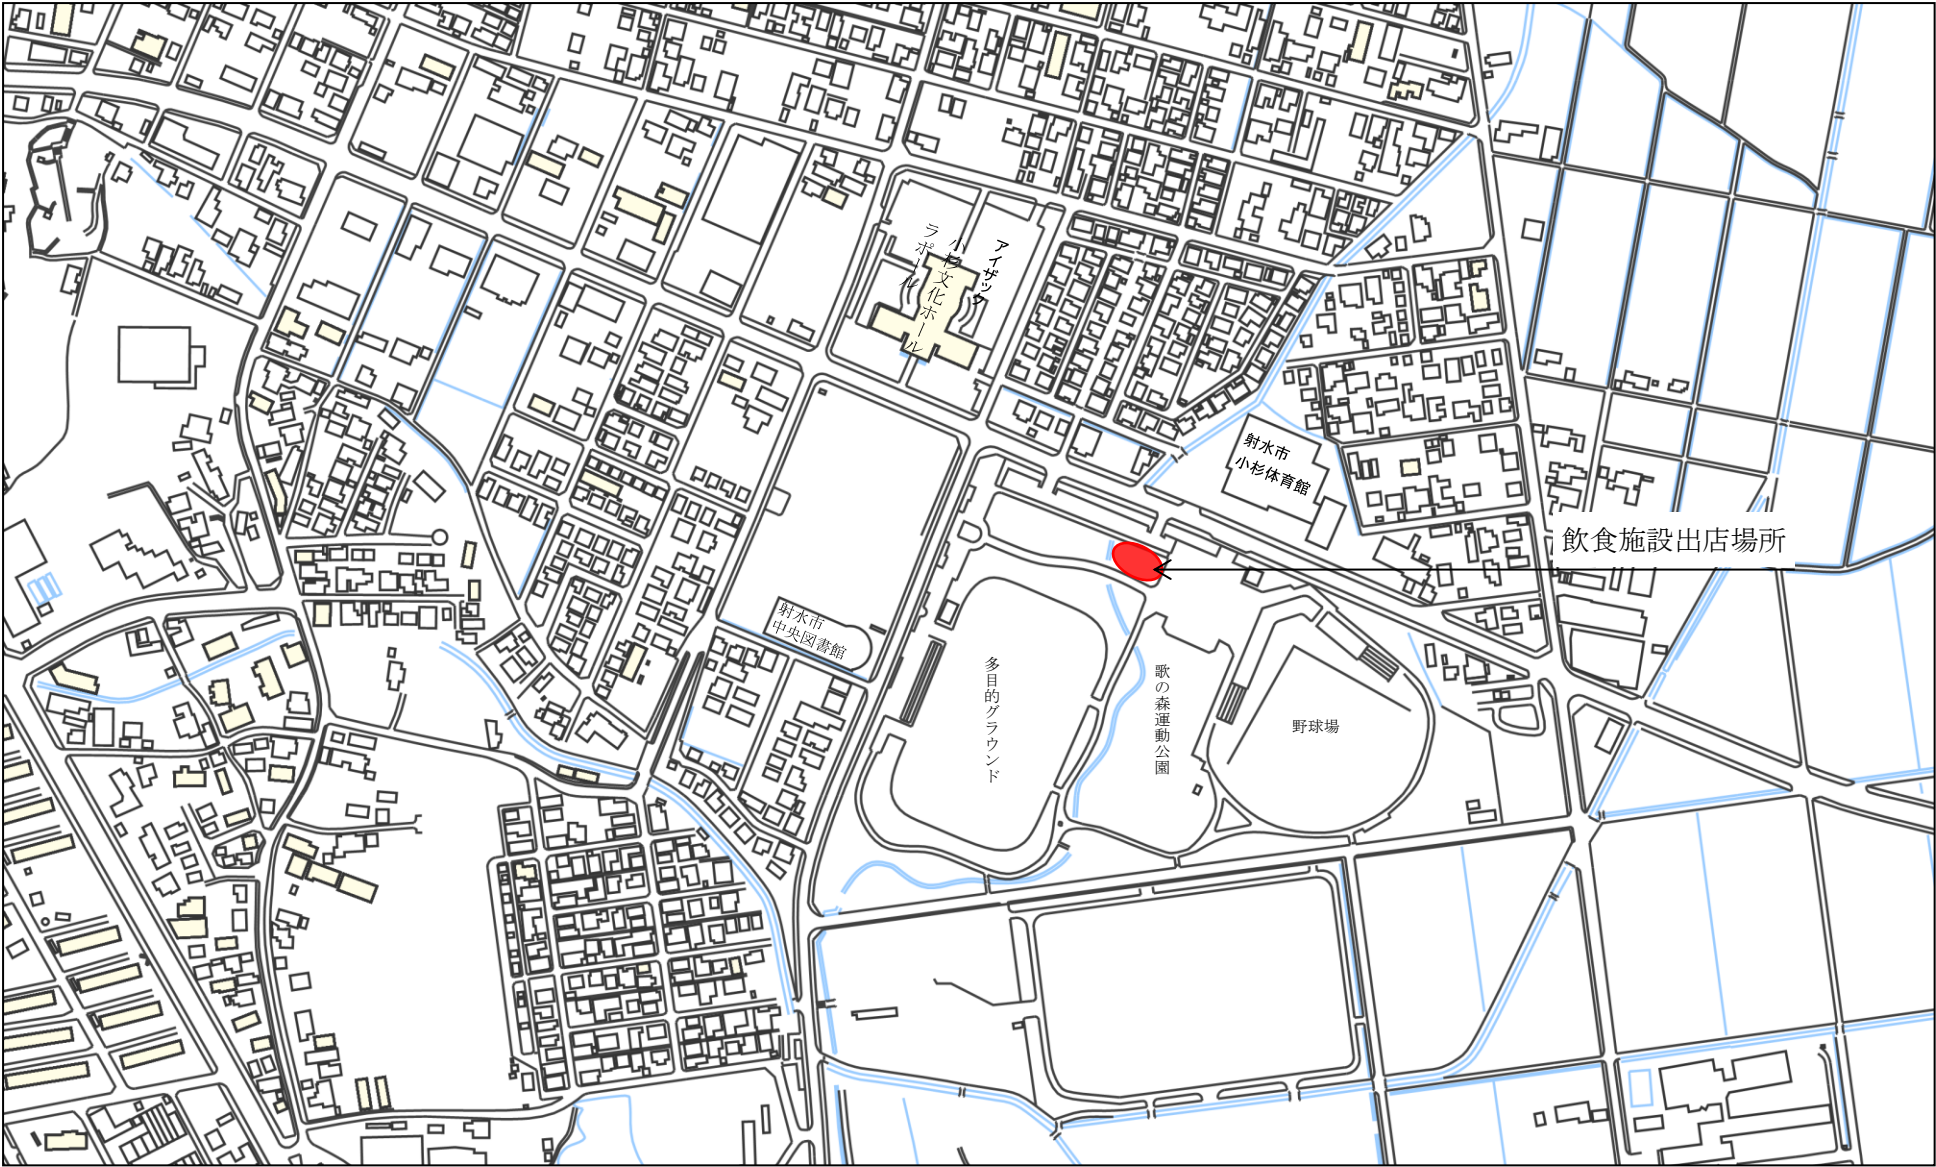 アイザック
小杉文化ホール
ラポール
射水市
小杉体育館
飲食施設出店場所
射水市
中央図書館
多目的グラウンド
歌の森運動公園
野球場